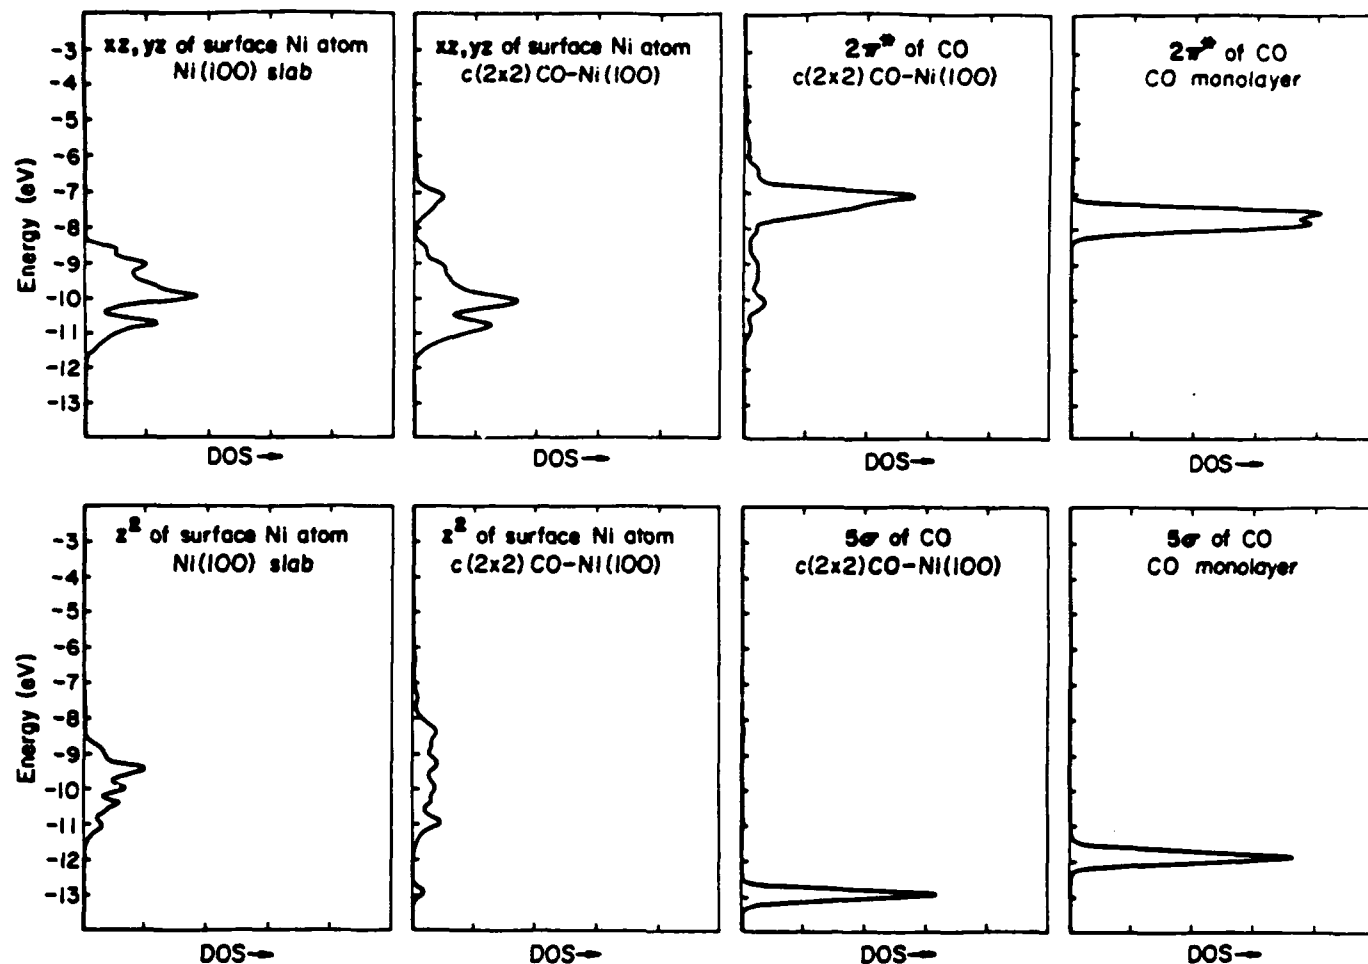 xz, yz of surface Ni atom
Ni(100) slab
xz, yz of surface Ni atom
c(2x2)CO-Ni(100)
2π* of CO
c(2x2)CO-Ni(100)
2π* of CO
CO monolayer
Energy (eV)
-3
-4
-5
-6
-7
-8
-9
-10
-11
-12
-13
DOS→
DOS→
DOS→
DOS→
z² of surface Ni atom
Ni(100) slab
z² of surface Ni atom
c(2x2)CO-Ni(100)
5σ of CO
c(2x2)CO-Ni(100)
5σ of CO
CO monolayer
Energy (eV)
-3
-4
-5
-6
-7
-8
-9
-10
-11
-12
-13
DOS→
DOS→
DOS→
DOS→